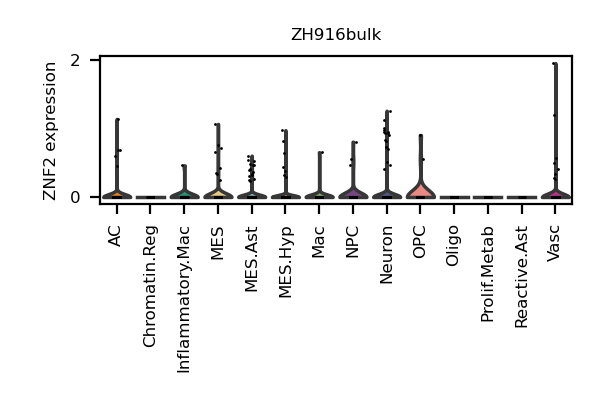 ZH916bulk
ZNF2 expression
2
0
AC
Chromatin.Reg
Inflammatory.Mac
MES
MES.Ast
MES.Hyp
Mac
NPC
Neuron
OPC
Oligo
Prolif.Metab
Reactive.Ast
Vasc